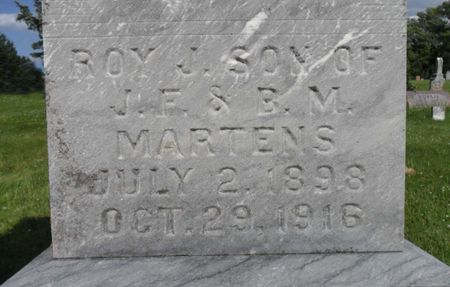 ROY J. SON OF
J. F. & B. M.
MARTENS
JULY 2, 1898
OCT. 29, 1916